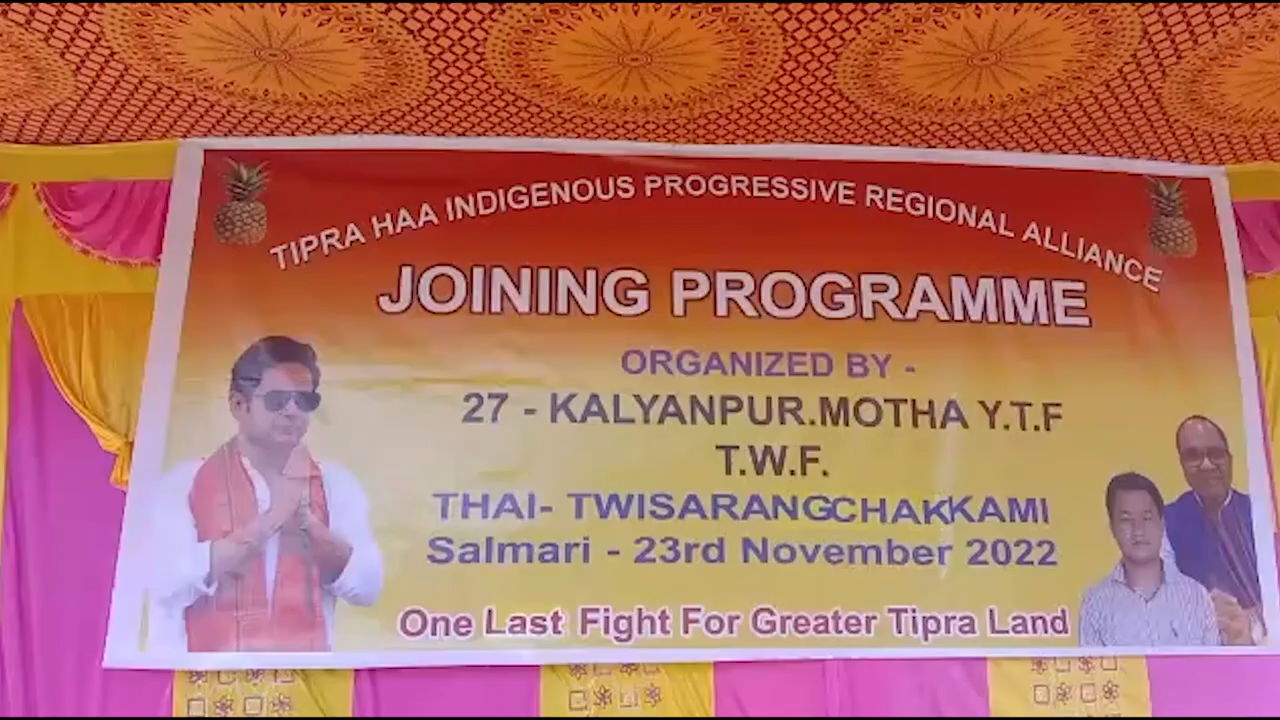 TIPRA HAA INDIGENOUS PROGRESSIVE REGIONAL ALLIANCE
JOINING PROGRAMME
ORGANIZED BY -
27 - KALYANPUR.MOTHA Y.T.F
T.W.F.
THAI- TWISARANGCHAKKAMI
Salmari - 23rd November 2022
One Last Fight For Greater Tipra Land